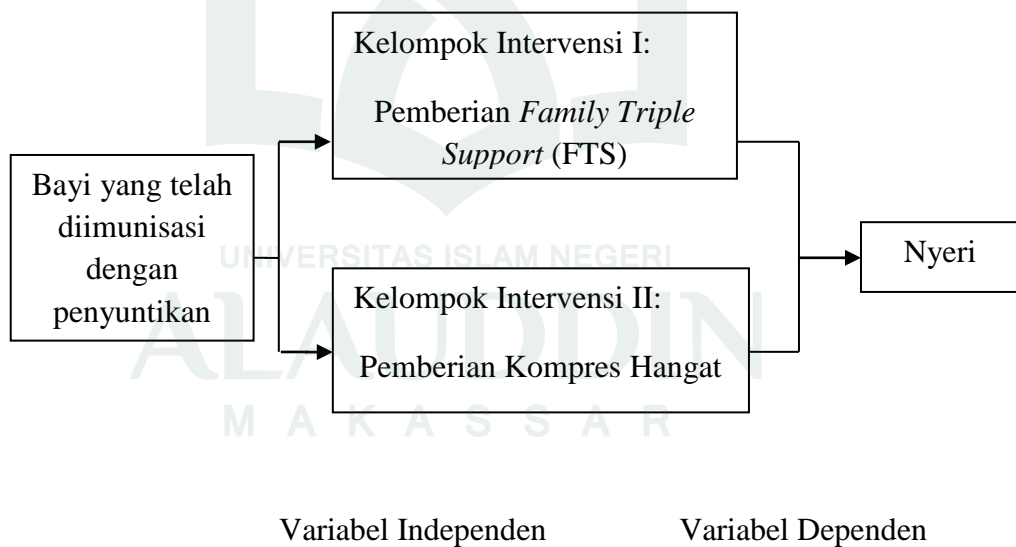 Kelompok Intervensi I:
Pemberian Family Triple
Support (FTS)
Bayi yang telah
diimunisasi
dengan
penyuntikan
Nyeri
UNIVERSITAS ISLAM NEGERI
ALAUDDIN
MAKASSAR
Kelompok Intervensi II:
Pemberian Kompres Hangat
Variabel Independen
Variabel Dependen